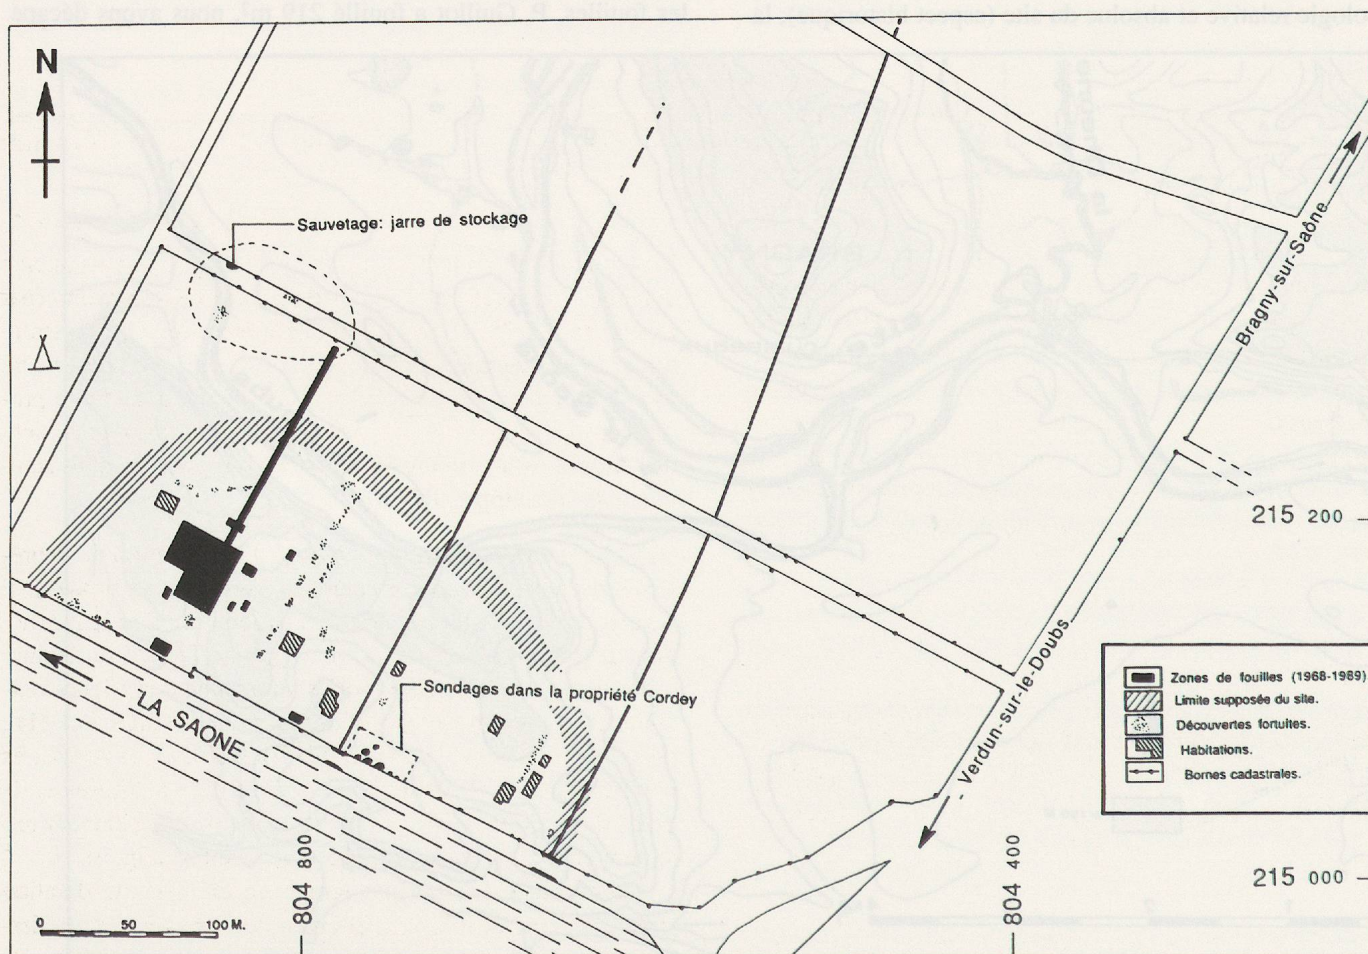 N
Sauvetage: jarre de stockage
Bragny-sur-Saône
215 200
Verdun-sur-le-Doubs
Zones de fouilles (1968-1989)
Limite supposée du site.
Découvertes fortuites.
Habitations.
Bornes cadastrales.
Sondages dans la propriété Cordey
LA SAONE
804 800
804 400
215 000
0 50 100 M.